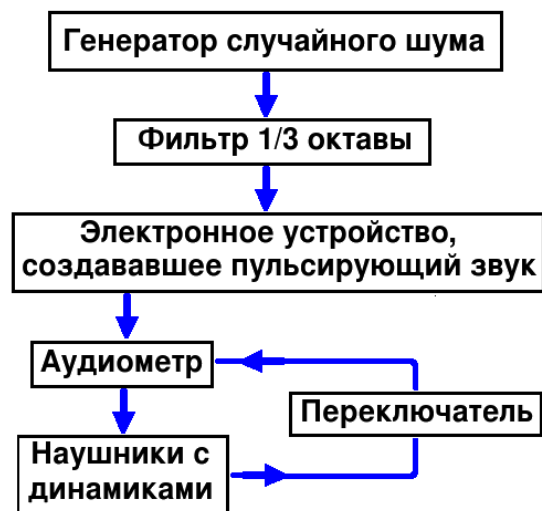 Генератор случайного шума
Фильтр 1/3 октавы
Электронное устройство,
создававшее пульсирующий звук
Аудиометр
Переключатель
Наушники с
динамиками